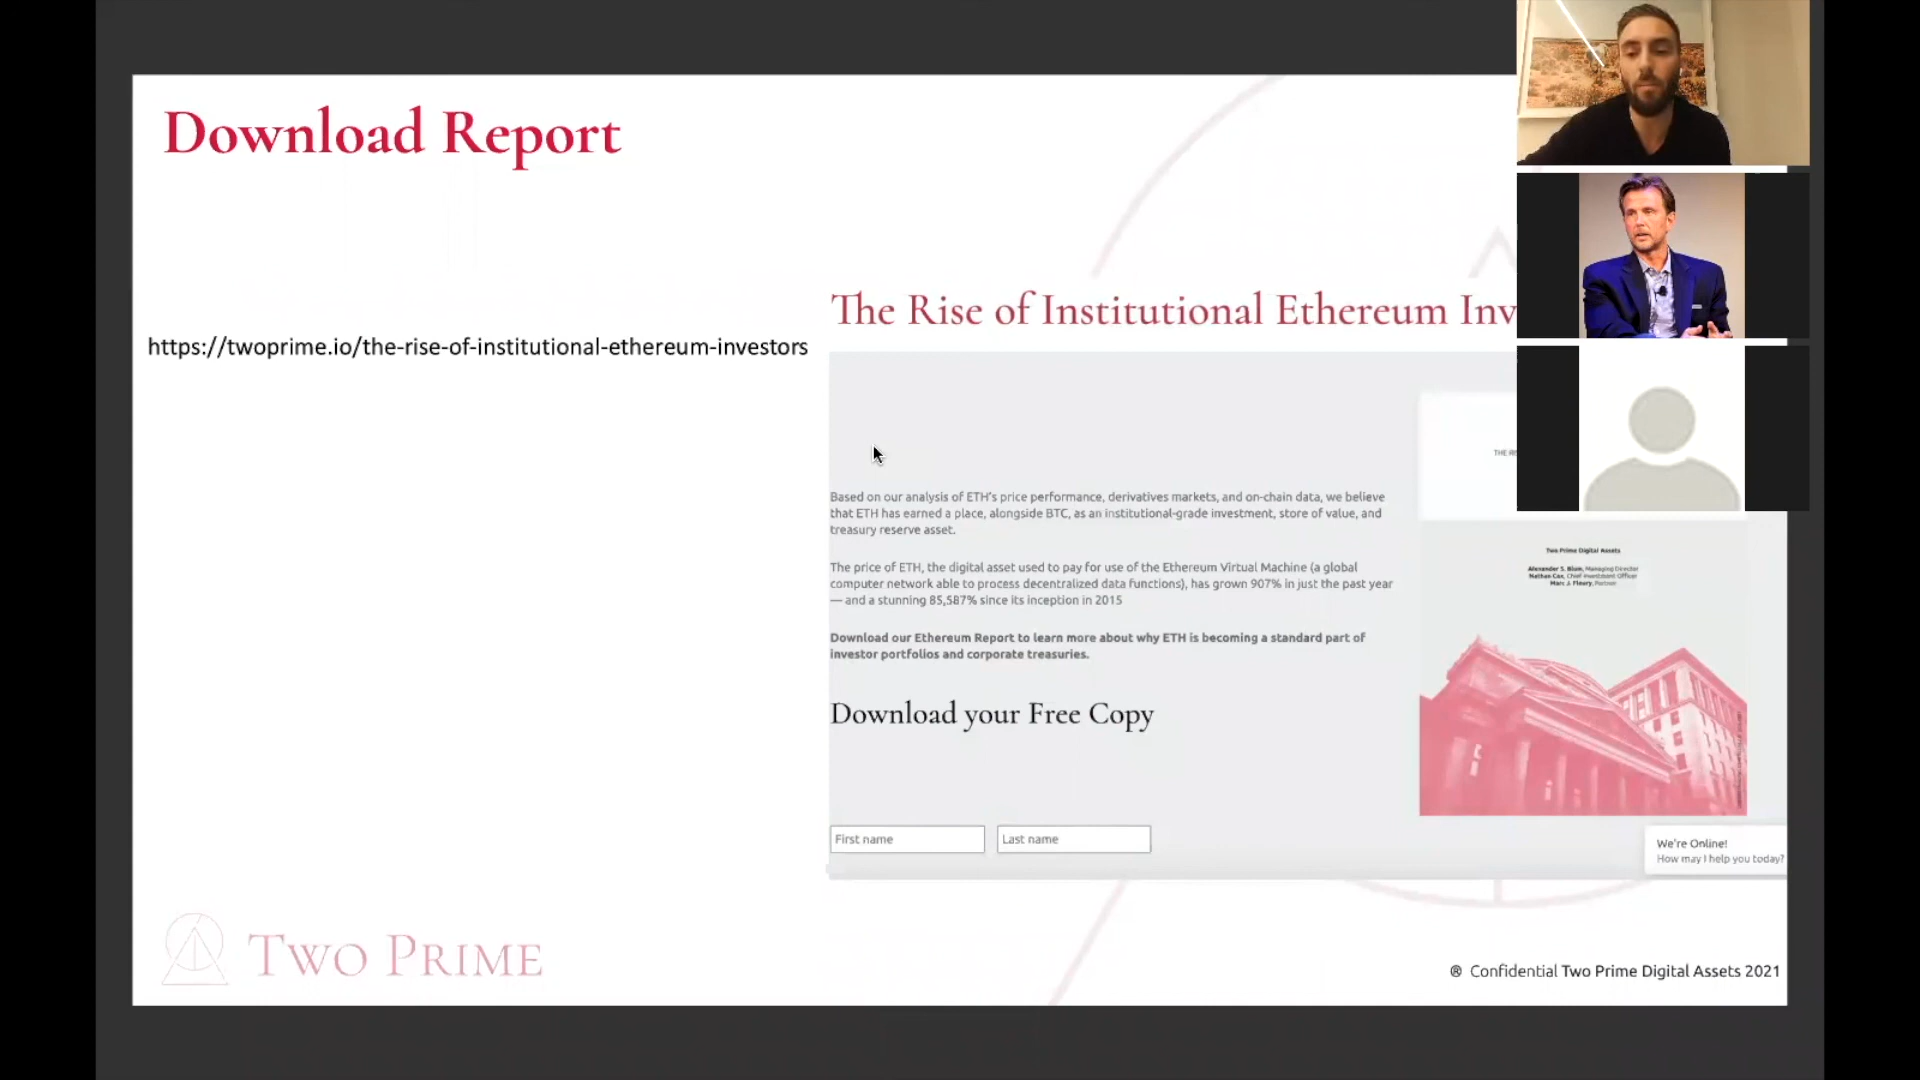 Download Report
https://twoprime.io/the-rise-of-institutional-ethereum-investors
The Rise of Institutional Ethereum Inv
Based on our analysis of ETH's price performance, derivatives markets, and on-chain data, we believe
that ETH has earned a place, alongside BTC, as an institutional-grade investment, store of value, and
treasury reserve asset.
The price of ETH, the digital asset used to pay for use of the Ethereum Virtual Machine (a global
computer network able to process decentralized data functions), has grown 907% in just the past year
— and a stunning 85,587% since its inception in 2015
Download our Ethereum Report to learn more about why ETH is becoming a standard part of
investor portfolios and corporate treasuries.
Download your Free Copy
First name
Last name
THE
Two Prime Digital Assets
Alexander S. Blum, Managing Director
Nathan Cox, Chief Investment Officer
Marc J. Fleury, Partner
We're Online!
How may I help you today?
TWO PRIME
® Confidential Two Prime Digital Assets 2021